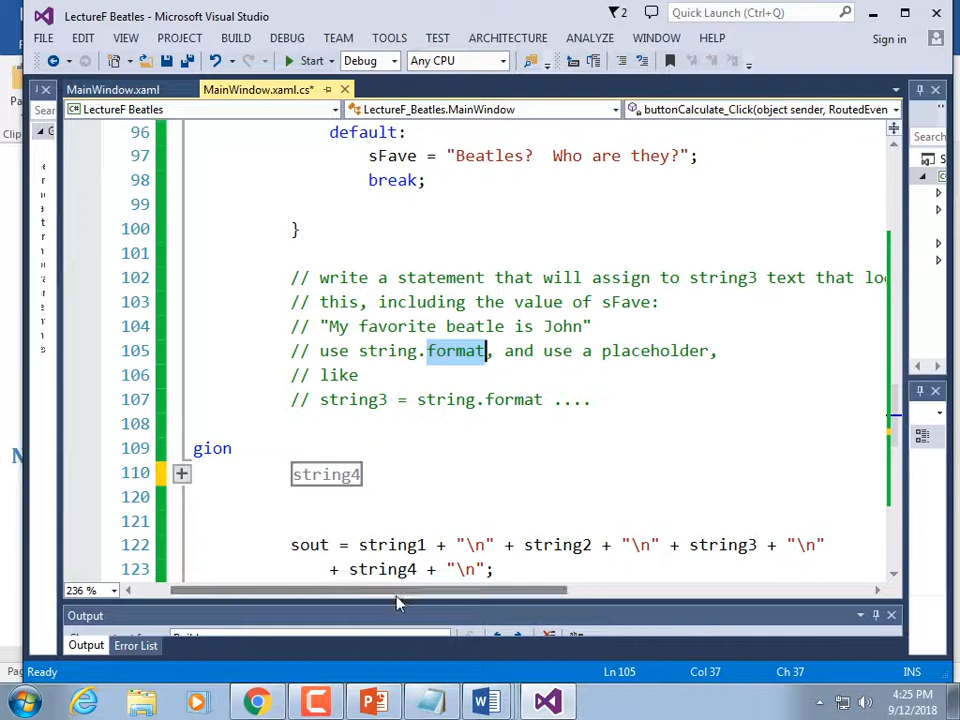 LectureF Beatles - Microsoft Visual Studio
2
Quick Launch (Ctrl+Q)
FILE EDIT VIEW PROJECT BUILD DEBUG TEAM TOOLS TEST ARCHITECTURE ANALYZE WINDOW HELP Sign in
Start Debug Any CPU
MainWindow.xaml MainWindow.xaml.cs*
LectureF Beatles LectureF_Beatles.MainWindow buttonCalculate_Click(object sender, RoutedEven
Sear
Search
96 default:
97 sFave = "Beatles?  Who are they?";
98 break;
99
100 }
101
102 // write a statement that will assign to string3 text that loo
103 // this, including the value of sFave:
104 // "My favorite beatle is John"
105 // use string.format, and use a placeholder,
106 // like
107 // string3 = string.format ....
108
109 gion
110 string4
120
121
122 sout = string1 + "\n" + string2 + "\n" + string3 + "\n"
123 + string4 + "\n";
236 %
Output
Output Error List
Ready Ln 105 Col 37 Ch 37 INS
4:25 PM
9/12/2018